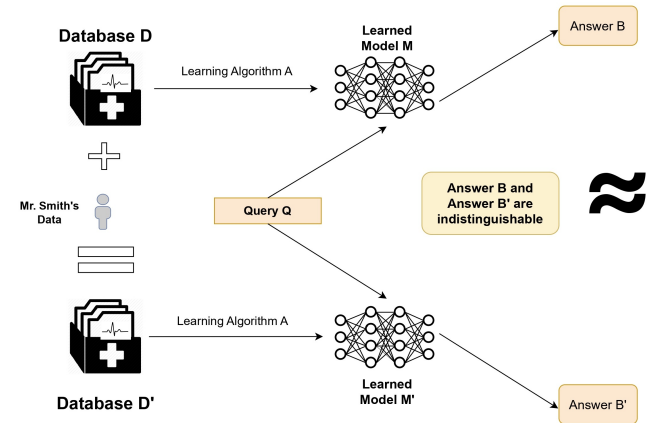 Database D
Learning Algorithm A
Learned
Model M
Answer B
Mr. Smith's
Data
Query Q
Answer B and
Answer B' are
indistinguishable
≈
Learning Algorithm A
Learned
Model M'
Database D'
Answer B'